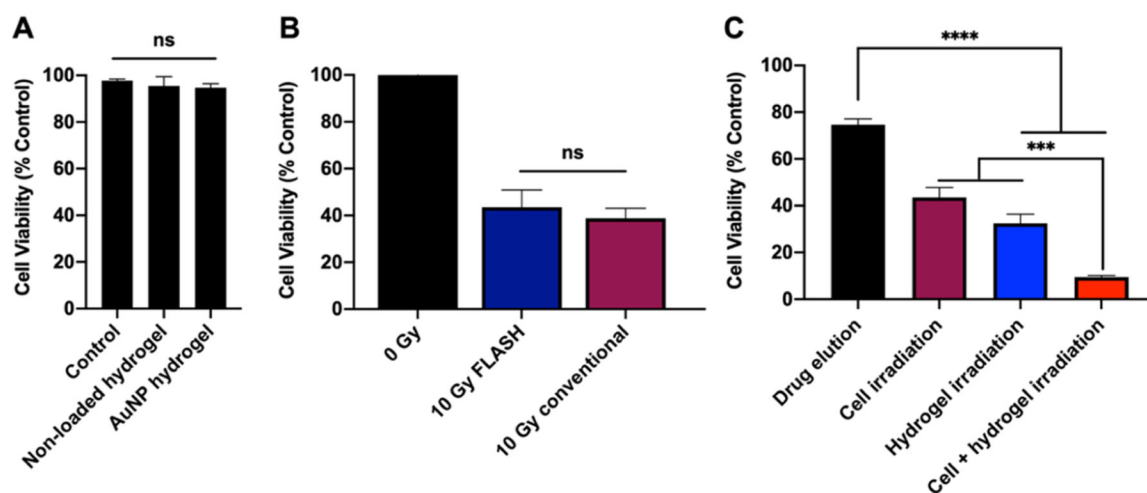 A
ns
Cell Viability (% Control)
100
80
60
40
20
0
Control
Non-loaded hydrogel
AuNP hydrogel
B
ns
Cell Viability (% Control)
100
80
60
40
20
0
0 Gy
10 Gy FLASH
10 Gy conventional
C
****
***
Cell Viability (% Control)
100
80
60
40
20
0
Drug elution
Cell irradiation
Hydrogel irradiation
Cell + hydrogel irradiation